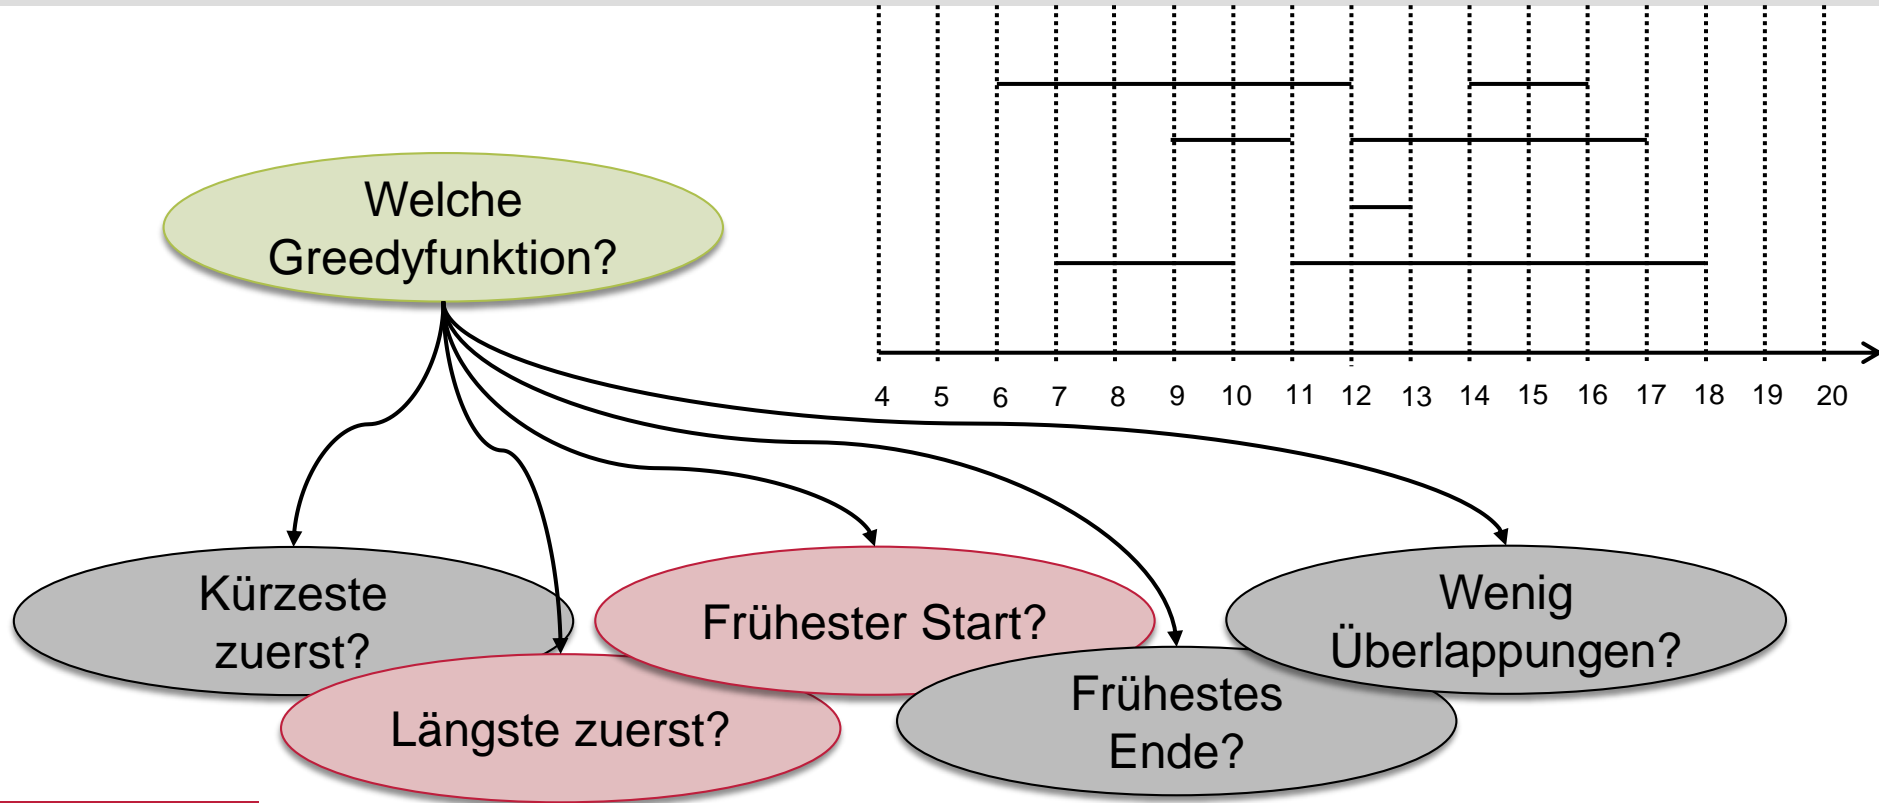 Welche
Greedyfunktion?
4 5 6 7 8 9 10 11 12 13 14 15 16 17 18 19 20
Kürzeste
zuerst?
Längste zuerst?
Frühester Start?
Frühestes
Ende?
Wenig
Überlappungen?